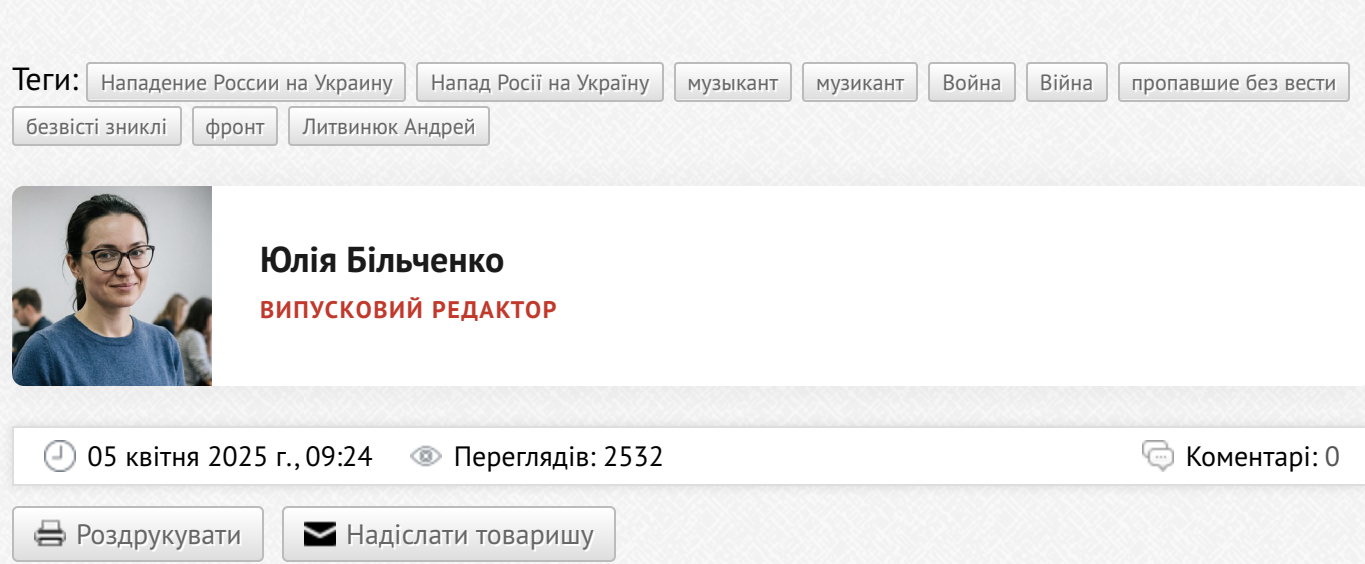 Теги: Нападение России на Украину Напад Росії на Україну музыкант музикант Война Війна пропавшие без вести
безвісті зниклі фронт Литвинюк Андрей
Юлія Більченко
ВИПУСКОВИЙ РЕДАКТОР
05 квітня 2025 г., 09:24 Переглядів: 2532 Коментарі: 0
Роздрукувати Надіслати товаришу